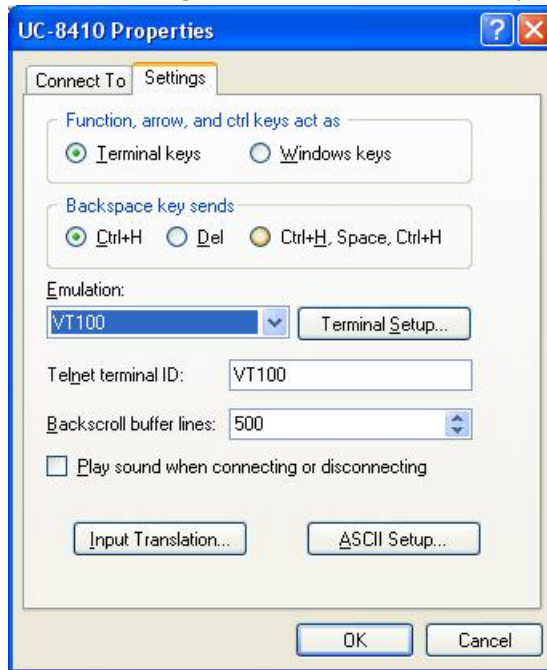 UC-8410 Properties
Connect To Settings
Function, arrow, and ctrl keys act as
Terminal keys Windows keys
Backspace key sends
Ctrl+H Del Ctrl+H, Space, Ctrl+H
Emulation:
VT100 Terminal Setup...
Telnet terminal ID: VT100
Backscroll buffer lines: 500
Play sound when connecting or disconnecting
Input Translation... ASCII Setup...
OK Cancel